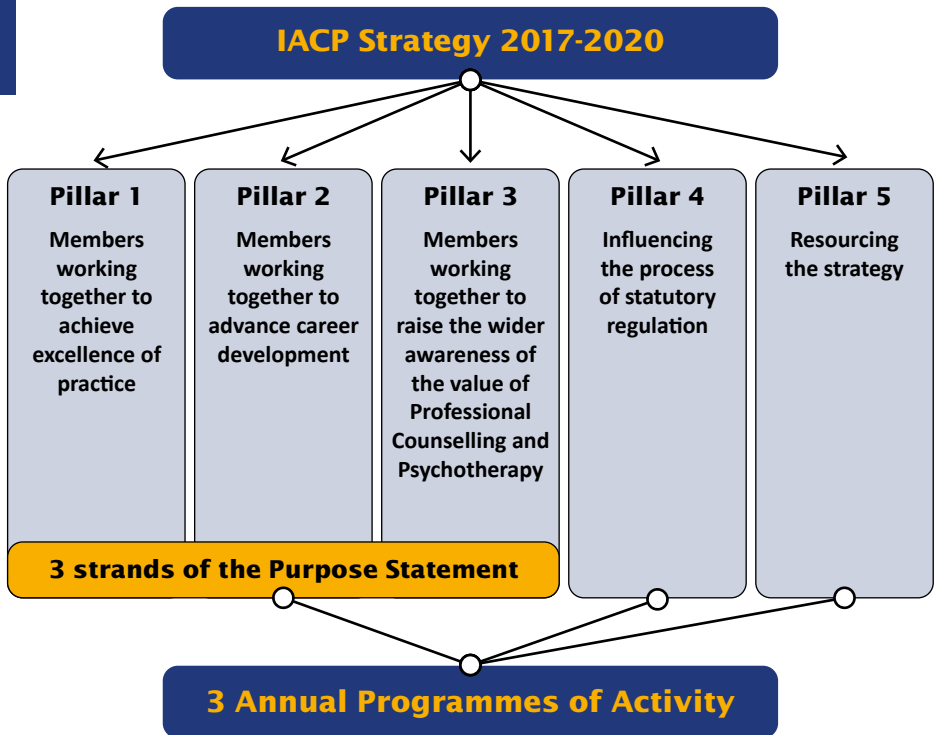 IACP Strategy 2017-2020
Pillar 1
Members
working
together to
achieve
excellence of
practice
Pillar 2
Members
working
together to
advance career
development
Pillar 3
Members
working
together to
raise the wider
awareness of
the value of
Professional
Counselling and
Psychotherapy
Pillar 4
Influencing
the process
of statutory
regulation
Pillar 5
Resourcing
the strategy
3 strands of the Purpose Statement
3 Annual Programmes of Activity